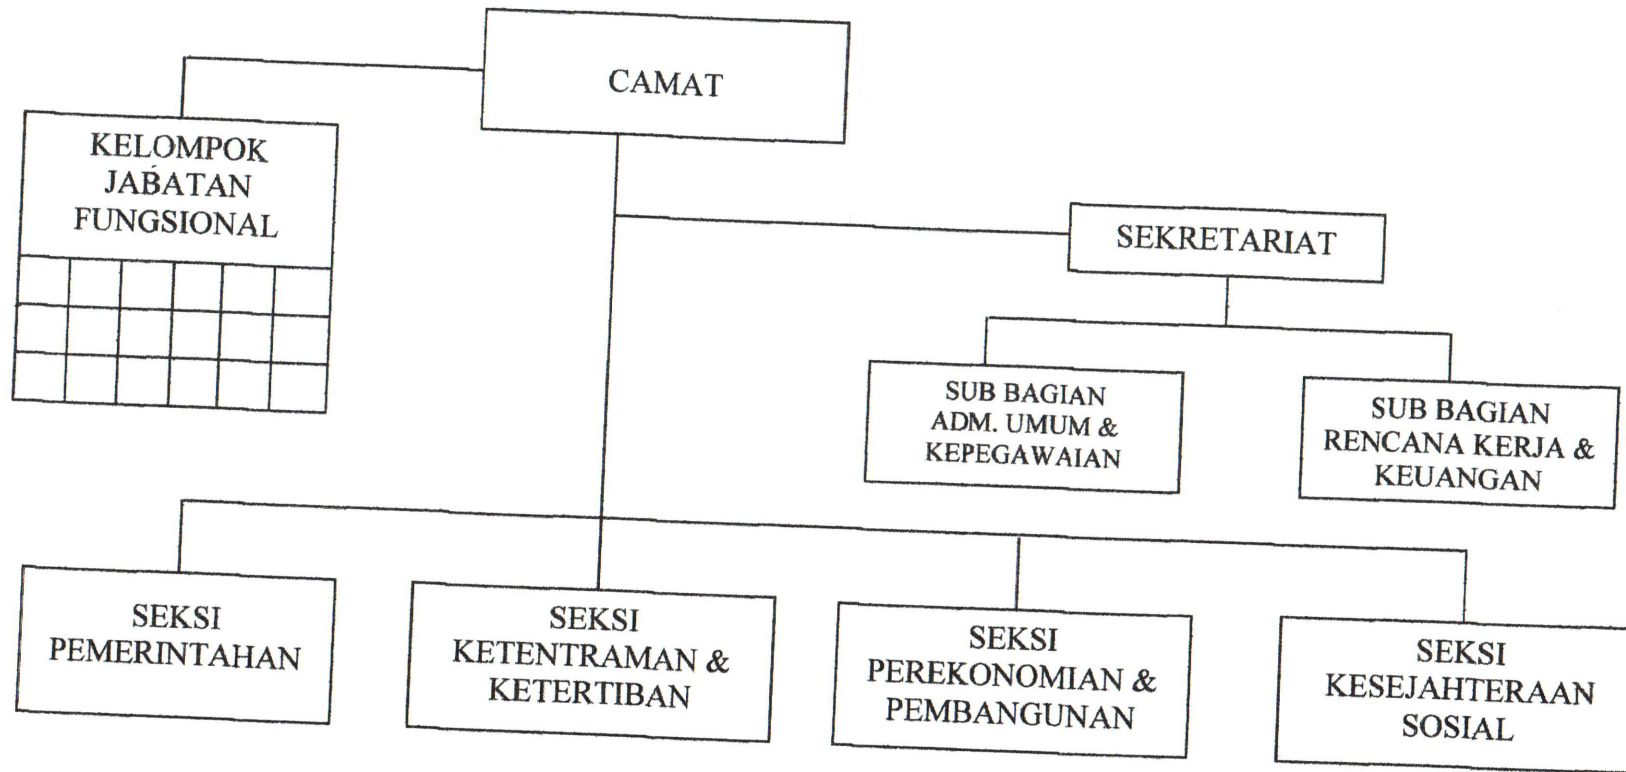 CAMAT
KELOMPOK
JABATAN
FUNGSIONAL
SEKRETARIAT
SUB BAGIAN
ADM. UMUM &
KEPEGAWAIAN
SUB BAGIAN
RENCANA KERJA &
KEUANGAN
SEKSI
PEMERINTAHAN
SEKSI
KETENTRAMAN &
KETERTIBAN
SEKSI
PEREKONOMIAN &
PEMBANGUNAN
SEKSI
KESEJAHTERAAN
SOSIAL